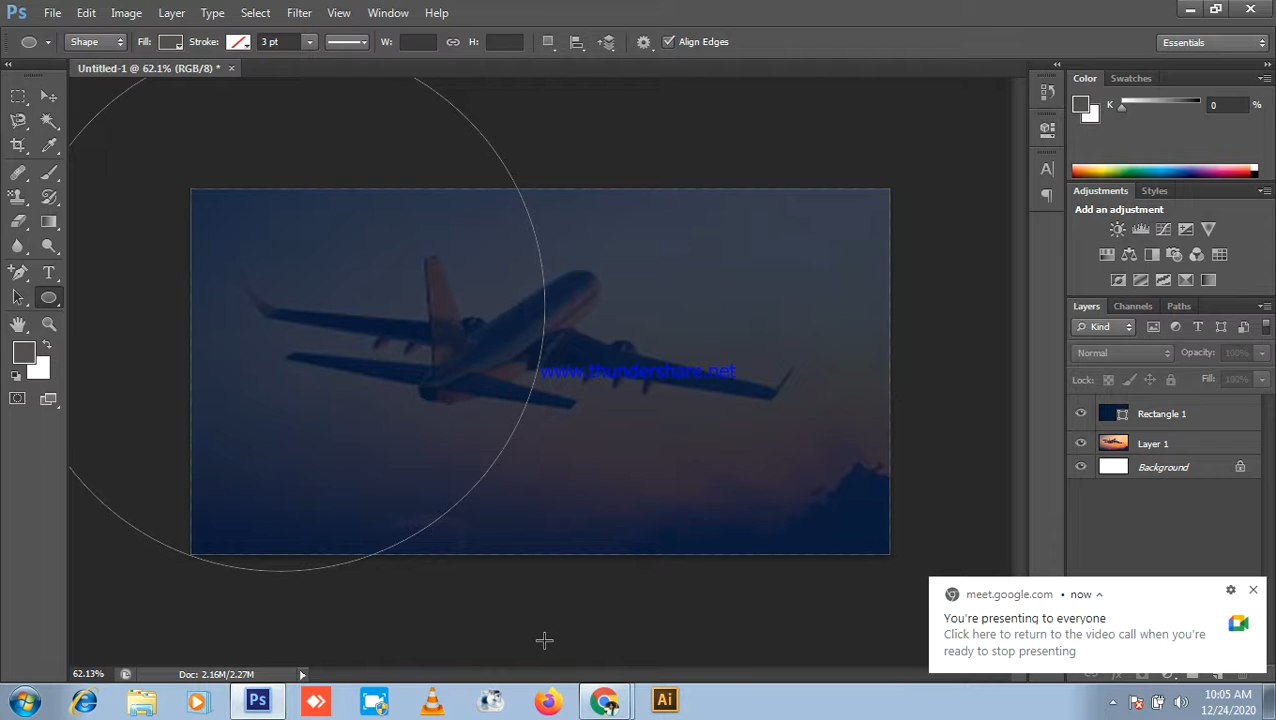 Ps File Edit Image Layer Type Select Filter View Window Help
Shape Fill: Stroke: 3 pt W: H: Align Edges Essentials
Untitled-1 @ 62.1% (RGB/8) * ×
Color Swatches
K 0 %
Adjustments Styles
Add an adjustment
Layers Channels Paths
Kind
Normal Opacity: 100%
Lock: Fill: 100%
Rectangle 1
Layer 1
Background
www.thundershare.net
meet.google.com • now
You're presenting to everyone
Click here to return to the video call when you're
ready to stop presenting
62.13% Doc: 2.16M/2.27M
Ps Ai
10:05 AM
12/24/2020